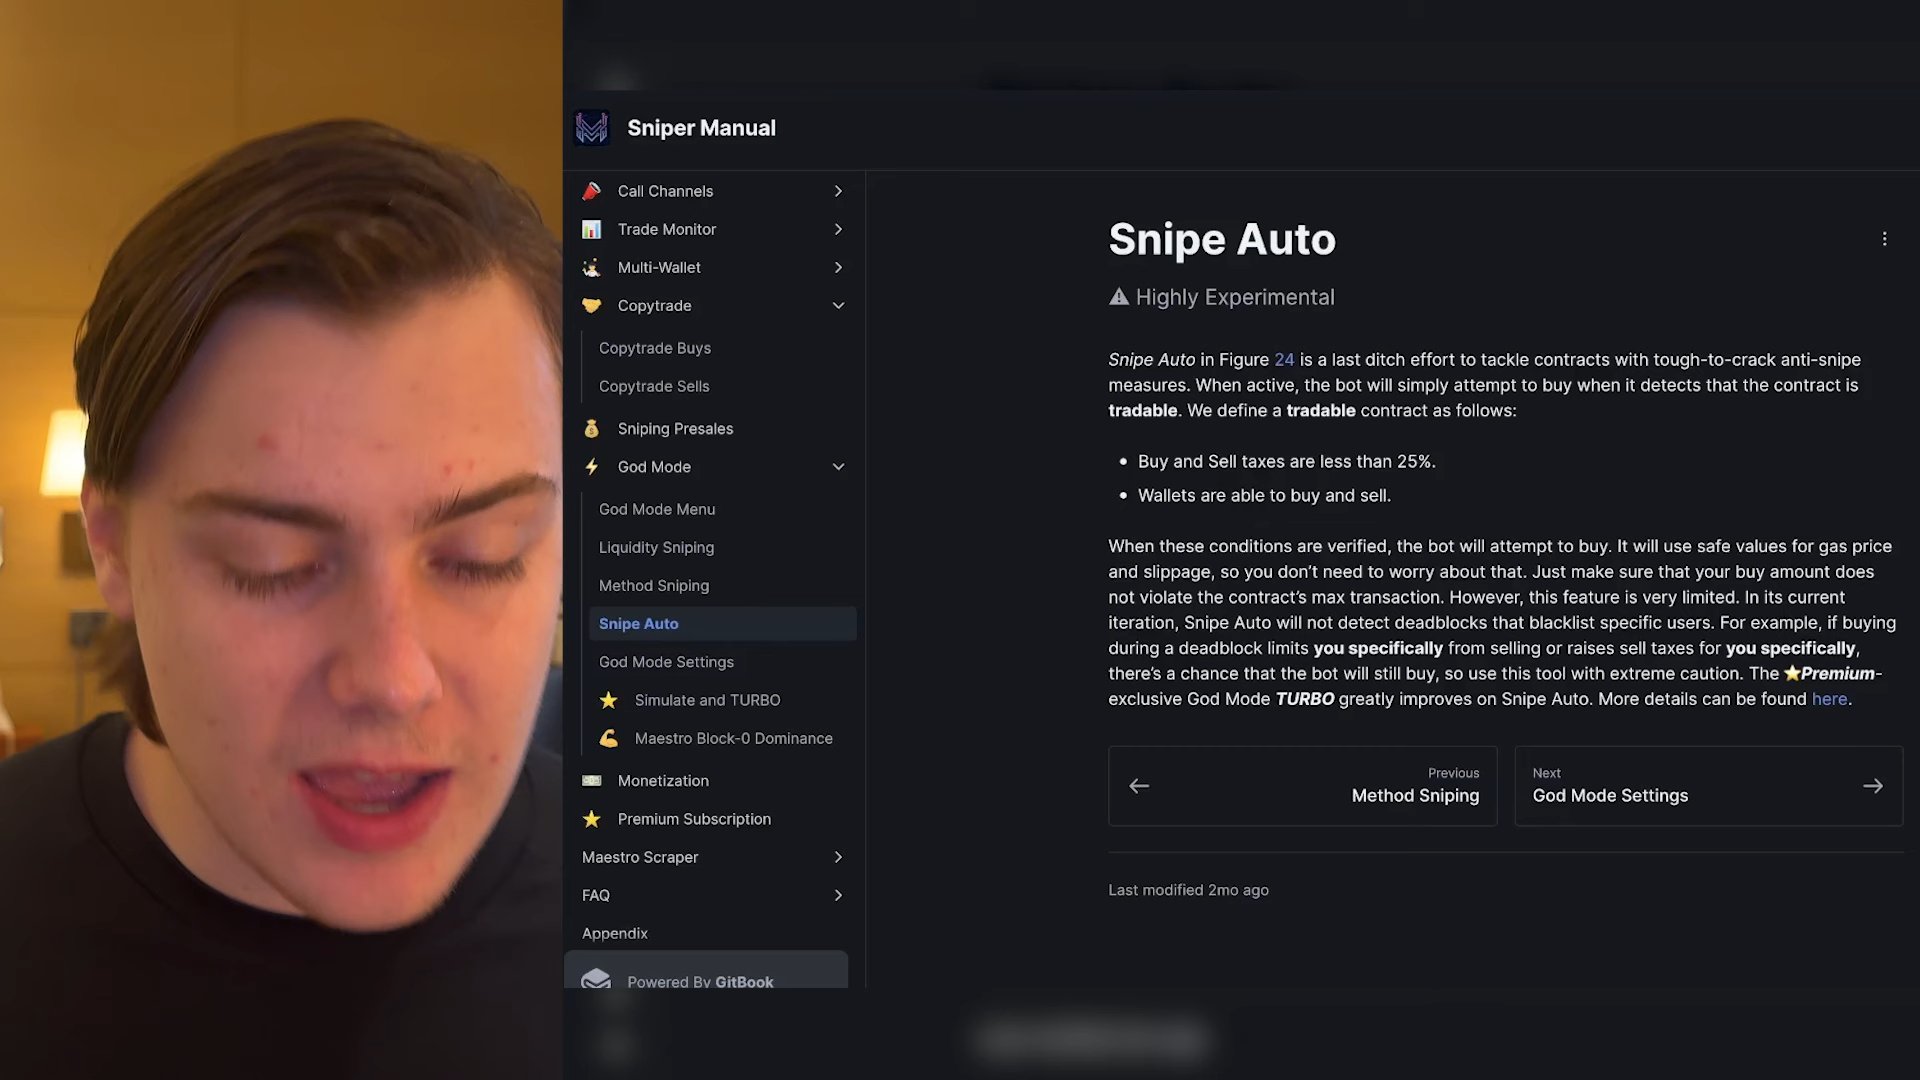 Sniper Manual
Call Channels
Trade Monitor
Multi-Wallet
Copytrade
Copytrade Buys
Copytrade Sells
Sniping Presales
God Mode
God Mode Menu
Liquidity Sniping
Method Sniping
Snipe Auto
God Mode Settings
Simulate and TURBO
Maestro Block-0 Dominance
Monetization
Premium Subscription
Maestro Scraper
FAQ
Appendix
Powered By GitBook
Snipe Auto
Highly Experimental
Snipe Auto in Figure 24 is a last ditch effort to tackle contracts with tough-to-crack anti-snipe
measures. When active, the bot will simply attempt to buy when it detects that the contract is
tradable. We define a tradable contract as follows:
• Buy and Sell taxes are less than 25%.
• Wallets are able to buy and sell.
When these conditions are verified, the bot will attempt to buy. It will use safe values for gas price
and slippage, so you don't need to worry about that. Just make sure that your buy amount does
not violate the contract's max transaction. However, this feature is very limited. In its current
iteration, Snipe Auto will not detect deadblocks that blacklist specific users. For example, if buying
during a deadblock limits you specifically from selling or raises sell taxes for you specifically,
there's a chance that the bot will still buy, so use this tool with extreme caution. The ⭐Premium-
exclusive God Mode TURBO greatly improves on Snipe Auto. More details can be found here.
Previous
Method Sniping
Next
God Mode Settings
Last modified 2mo ago